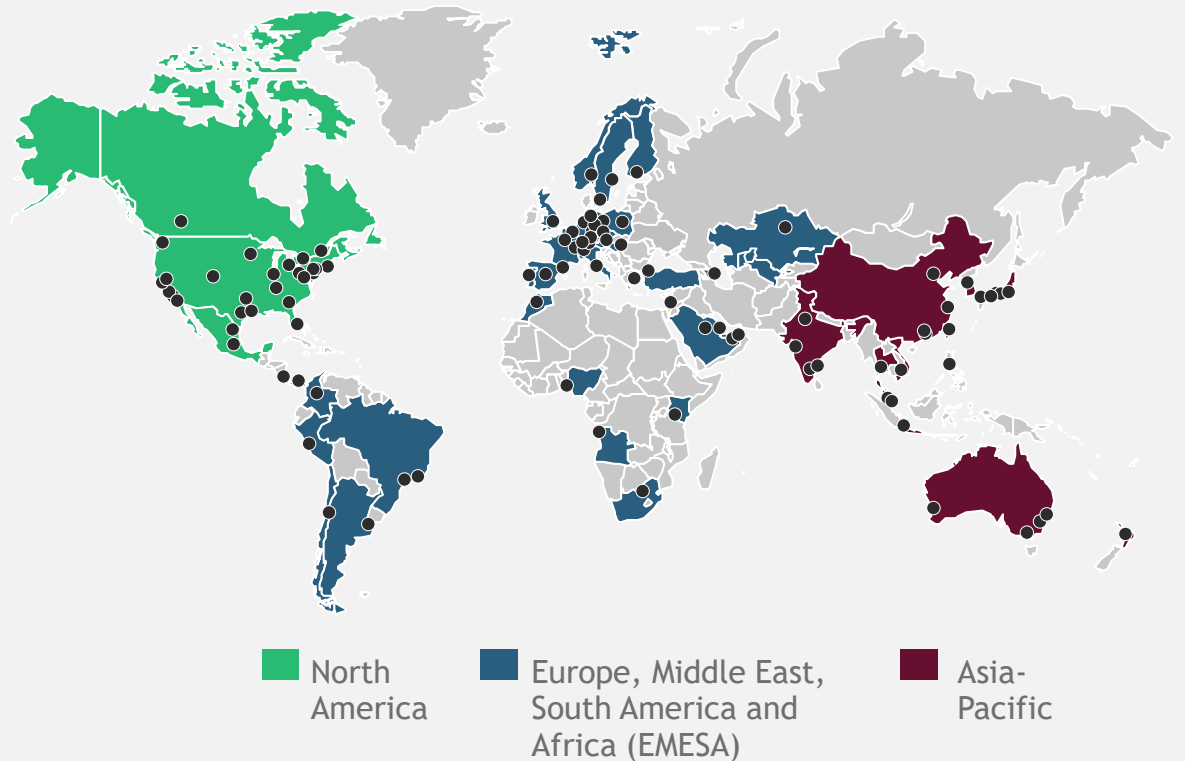 North
America
Europe, Middle East,
South America and
Africa (EMESA)
Asia-
Pacific